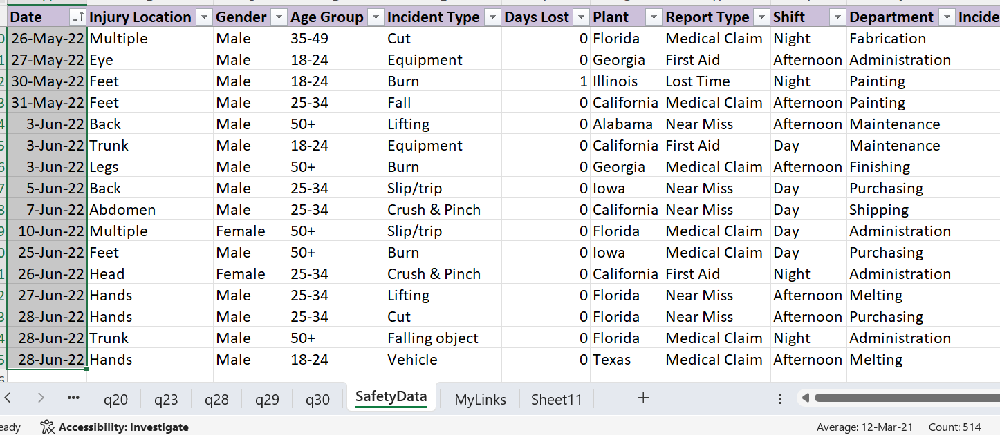 Date Injury Location Gender Age Group Incident Type Days Lost Plant Report Type Shift Department Incide
26-May-22 Multiple Male 35-49 Cut 0 Florida Medical Claim Night Fabrication
27-May-22 Eye Male 18-24 Equipment 0 Georgia First Aid Afternoon Administration
30-May-22 Feet Male 18-24 Burn 1 Illinois Lost Time Night Painting
31-May-22 Feet Male 25-34 Fall 0 California Medical Claim Afternoon Painting
3-Jun-22 Back Male 50+ Lifting 0 Alabama Near Miss Afternoon Maintenance
3-Jun-22 Trunk Male 18-24 Equipment 0 California First Aid Day Maintenance
3-Jun-22 Legs Male 50+ Burn 0 Georgia Medical Claim Afternoon Finishing
5-Jun-22 Back Male 25-34 Slip/trip 0 Iowa Near Miss Day Purchasing
7-Jun-22 Abdomen Male 25-34 Crush & Pinch 0 California Near Miss Day Shipping
10-Jun-22 Multiple Female 50+ Slip/trip 0 Florida Medical Claim Day Administration
25-Jun-22 Feet Male 50+ Burn 0 Iowa Medical Claim Day Purchasing
26-Jun-22 Head Female 25-34 Crush & Pinch 0 California First Aid Night Administration
27-Jun-22 Hands Male 25-34 Lifting 0 Florida Near Miss Afternoon Melting
28-Jun-22 Hands Male 25-34 Cut 0 Florida Near Miss Afternoon Purchasing
28-Jun-22 Trunk Male 50+ Falling object 0 Florida Medical Claim Night Administration
28-Jun-22 Hands Male 18-24 Vehicle 0 Texas Medical Claim Afternoon Melting
q20 q23 q28 q29 q30 SafetyData MyLinks Sheet11
eady Accessibility: Investigate Average: 12-Mar-21 Count: 514